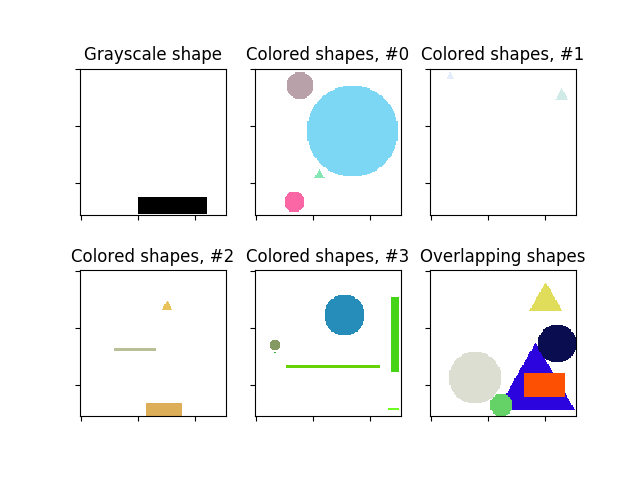 Grayscale shape
Colored shapes, #0
Colored shapes, #1
Colored shapes, #2
Colored shapes, #3
Overlapping shapes